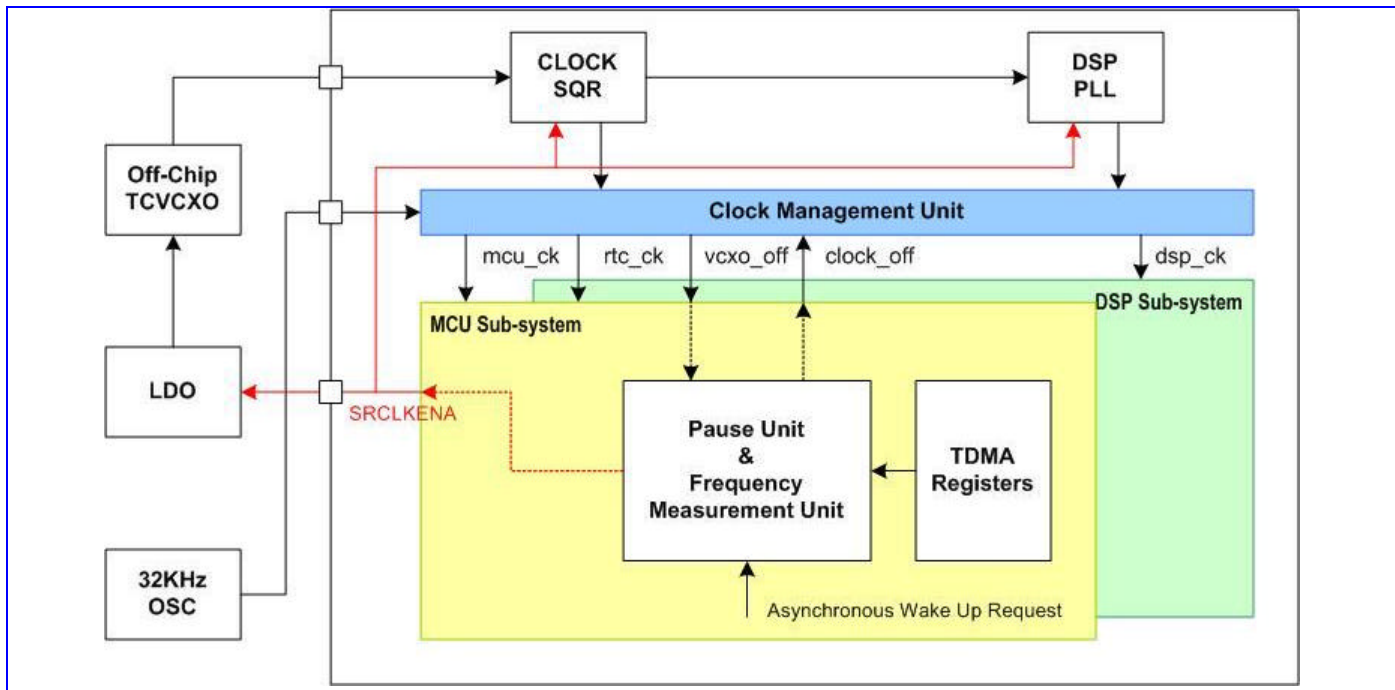 CLOCK
SQR
DSP
PLL
Off-Chip
TCVCXO
Clock Management Unit
mcu_ck
rtc_ck
vcxo_off
clock_off
dsp_ck
DSP Sub-system
MCU Sub-system
LDO
SRCLKENA
Pause Unit
&
Frequency
Measurement Unit
TDMA
Registers
32KHz
OSC
Asynchronous Wake Up Request